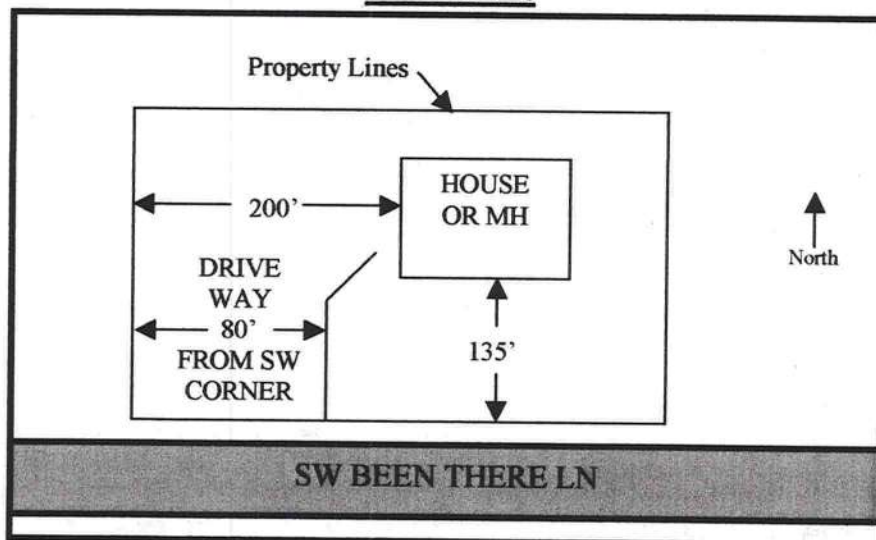 Property Lines
HOUSE
OR MH
200’
North
DRIVE
WAY
80’
FROM SW
CORNER
135’
SW BEEN THERE LN